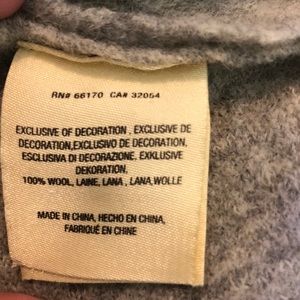 RN# 66170 CA# 32054
EXCLUSIVE OF DECORATION , EXCLUSIVE DE
DECORATION,EXCLUSIVO DE DECORATION,
ESCLUSIVA DI DECORAZIONE, EXKLUSIVE
DEKORATION,
100% WOOL, LAINE, LANA , LANA,WOLLE
MADE IN CHINA, HECHO EN CHINA,
FABRIQUÉ EN CHINE